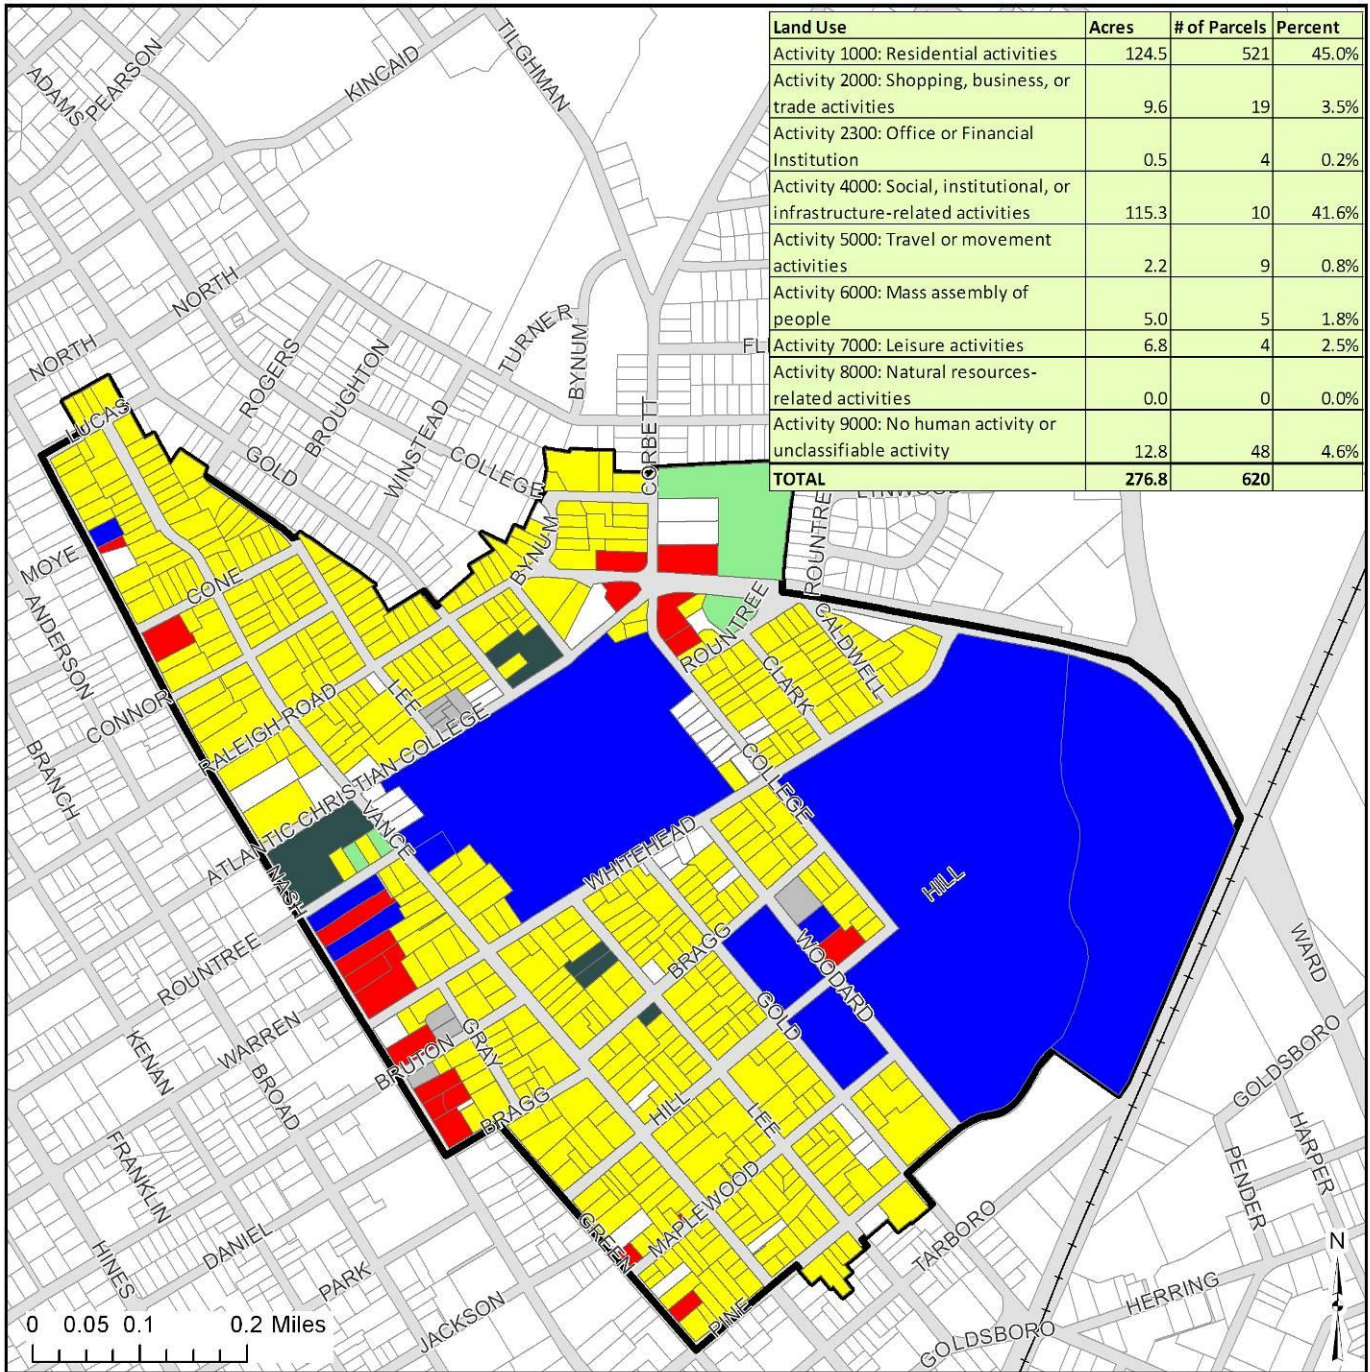 Land Use Acres # of Parcels Percent
Activity 1000: Residential activities 124.5 521 45.0%
Activity 2000: Shopping, business, or
trade activities 9.6 19 3.5%
Activity 2300: Office or Financial
Institution 0.5 4 0.2%
Activity 4000: Social, institutional, or
infrastructure-related activities 115.3 10 41.6%
Activity 5000: Travel or movement
activities 2.2 9 0.8%
Activity 6000: Mass assembly of
people 5.0 5 1.8%
Activity 7000: Leisure activities 6.8 4 2.5%
Activity 8000: Natural resources-
related activities 0.0 0 0.0%
Activity 9000: No human activity or
unclassifiable activity 12.8 48 4.6%
TOTAL 276.8 620
ADAMS
PEARSON
KINCAID
TILGHMAN
NORTH
NORTH
ROGERS
BROUGHTON
TURNER
BYNUM
WINSTEAD
LUCAS
GOLD
COLLEGE
CORBETT
ROUNTREE
BYNUM
MOYE
CONE
ANDERSON
CONNOR
BRANCH
RALEIGH ROAD
LEE
ROUNTREE
CLARK
CALDWELL
COLLEGE
ATLANTIC CHRISTIAN COLLEGE
VANCE
NASH
WHITEHEAD
HILL
ROUNTREE
BRAGG
WOODARD
GOLD
WARD
WARREN
KENAN
BROAD
BRUTON
GRAY
BRAGG
HILL
LEE
FRANKLIN
DANIEL
HINES
PARK
JACKSON
GREEN
MAPLEWOOD
PINE
TARBORO
GOLDSBORO
HARPER
PENDER
HERRING
GOLDSBORO
N
0 0.05 0.1 0.2 Miles